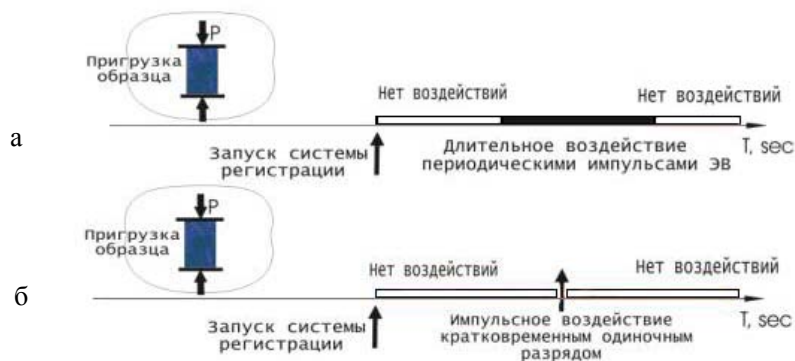 P
Пригрузка
образца
Нет воздействий
Нет воздействий
а
Запуск системы
регистрации
Длительное воздействие
периодическими импульсами ЭВ
T, sec
P
Пригрузка
образца
Нет воздействий
Нет воздействий
б
Запуск системы
регистрации
Импульсное воздействие
кратковременным одиночным
разрядом
T, sec